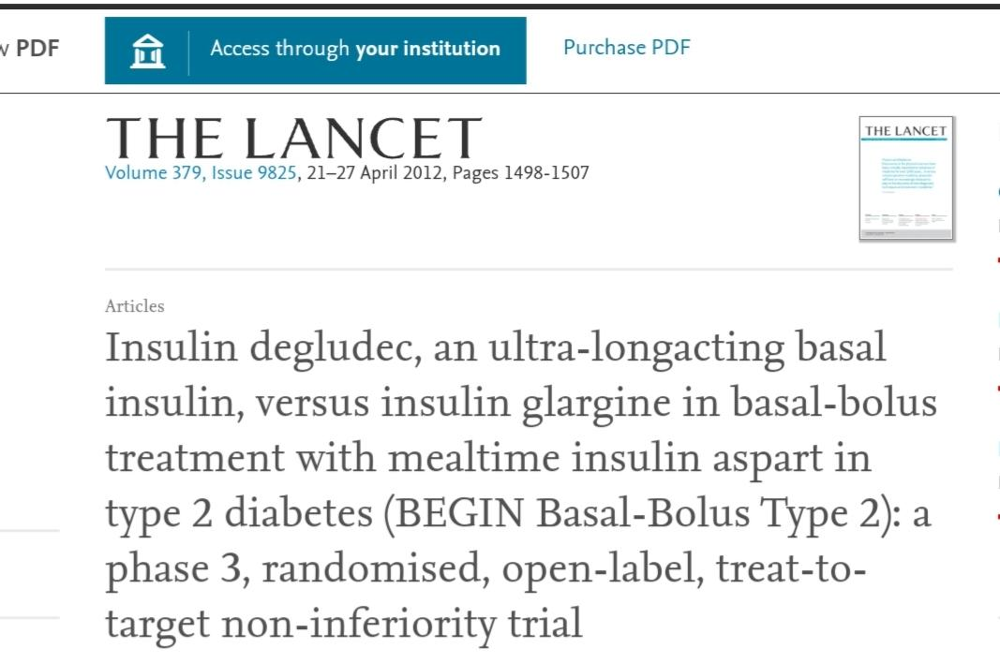 PDF
Access through your institution
Purchase PDF
THE LANCET
Volume 379, Issue 9825, 21–27 April 2012, Pages 1498-1507
THE LANCET
Articles
Insulin degludec, an ultra-longacting basal
insulin, versus insulin glargine in basal-bolus
treatment with mealtime insulin aspart in
type 2 diabetes (BEGIN Basal-Bolus Type 2): a
phase 3, randomised, open-label, treat-to-
target non-inferiority trial